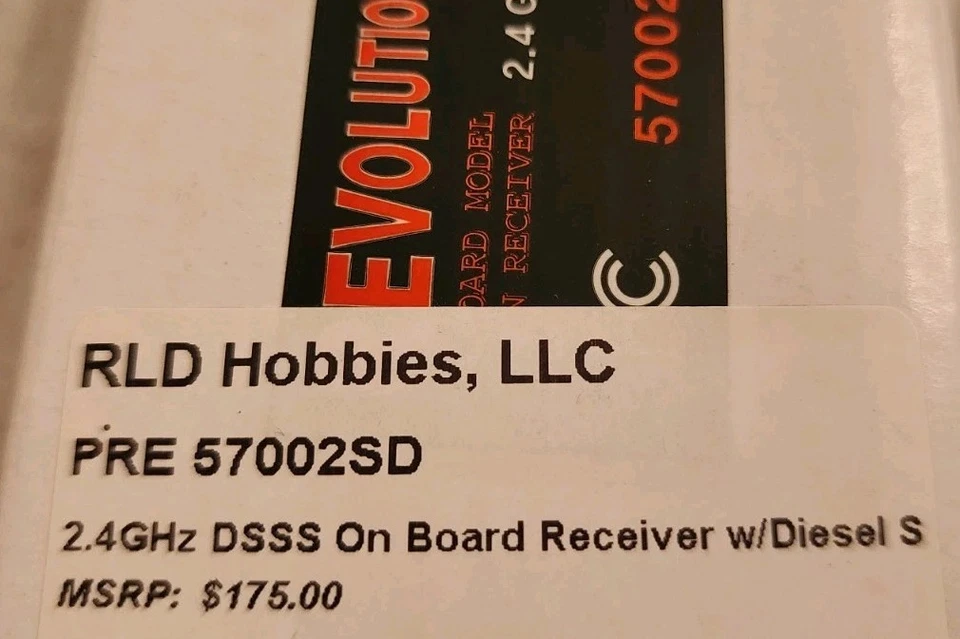 EVOLUTIO
OARD MODEL
N RECEIVER 2.4G
57002
RLD Hobbies, LLC
PRE 57002SD
2.4GHz DSSS On Board Receiver w/Diesel S
MSRP: $175.00